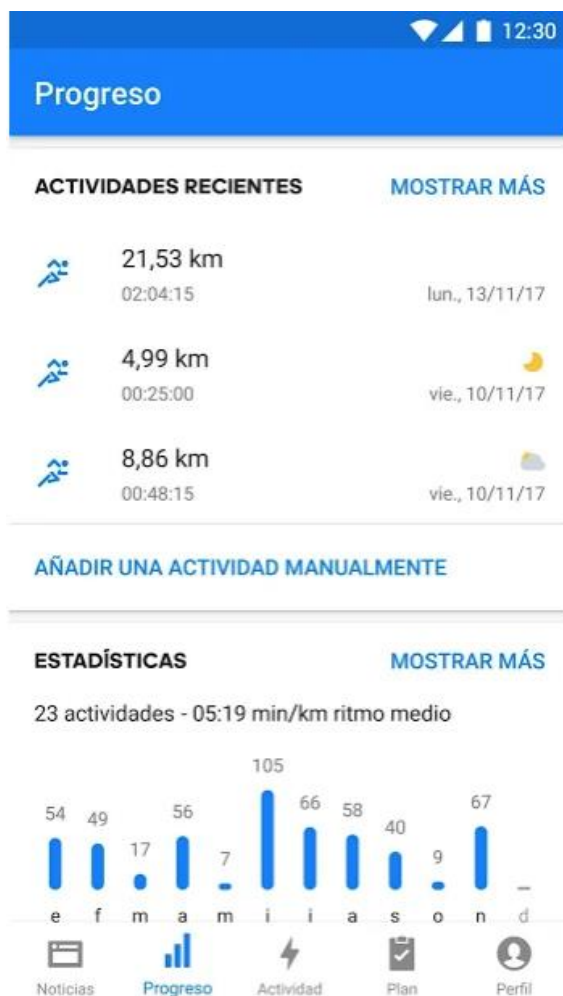 12:30
Progreso
ACTIVIDADES RECIENTES MOSTRAR MÁS
21,53 km
02:04:15 lun., 13/11/17
4,99 km
00:25:00 vie., 10/11/17
8,86 km
00:48:15 vie., 10/11/17
AÑADIR UNA ACTIVIDAD MANUALMENTE
ESTADÍSTICAS MOSTRAR MÁS
23 actividades - 05:19 min/km ritmo medio
54 49 17 56 7 105 66 58 40 9 67 –
e f m a m j j a s o n d
Noticias Progreso Actividad Plan Perfil